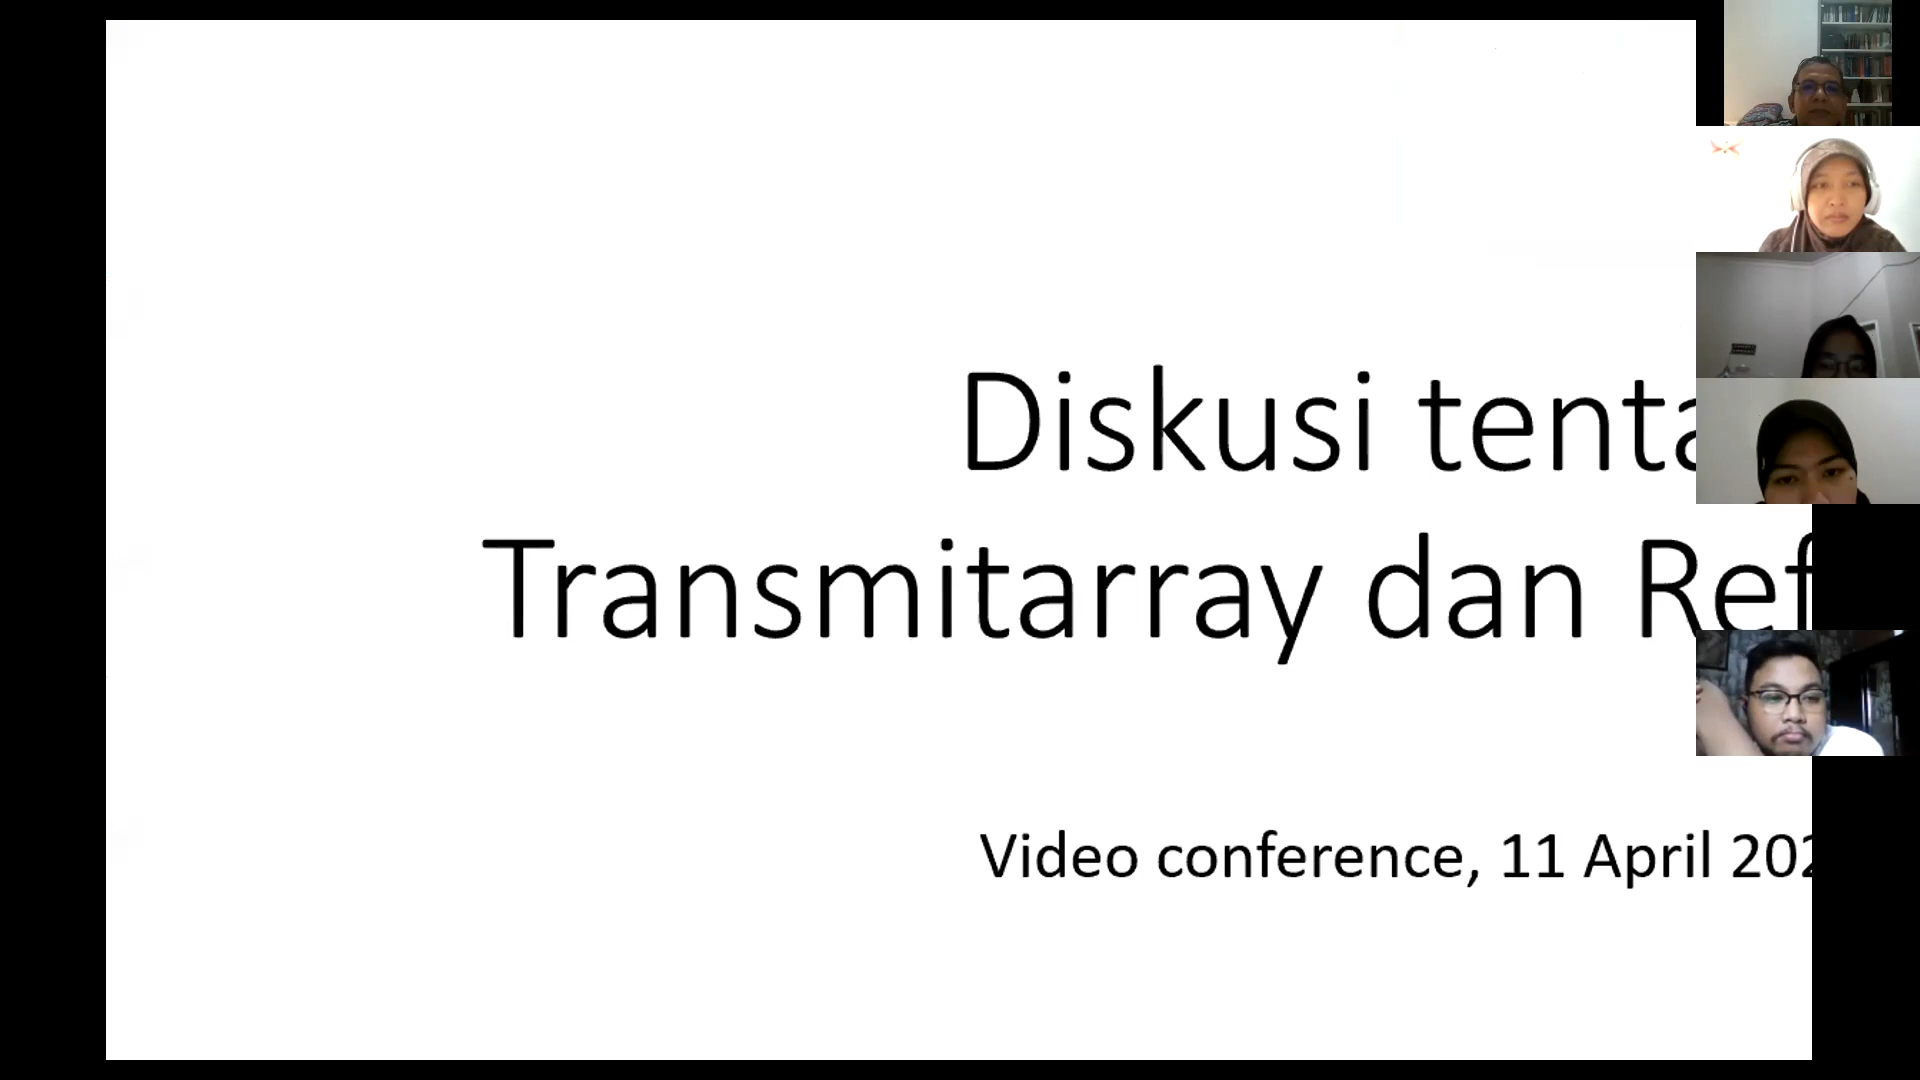 Diskusi tenta
Transmitarray dan Ref
Video conference, 11 April 202